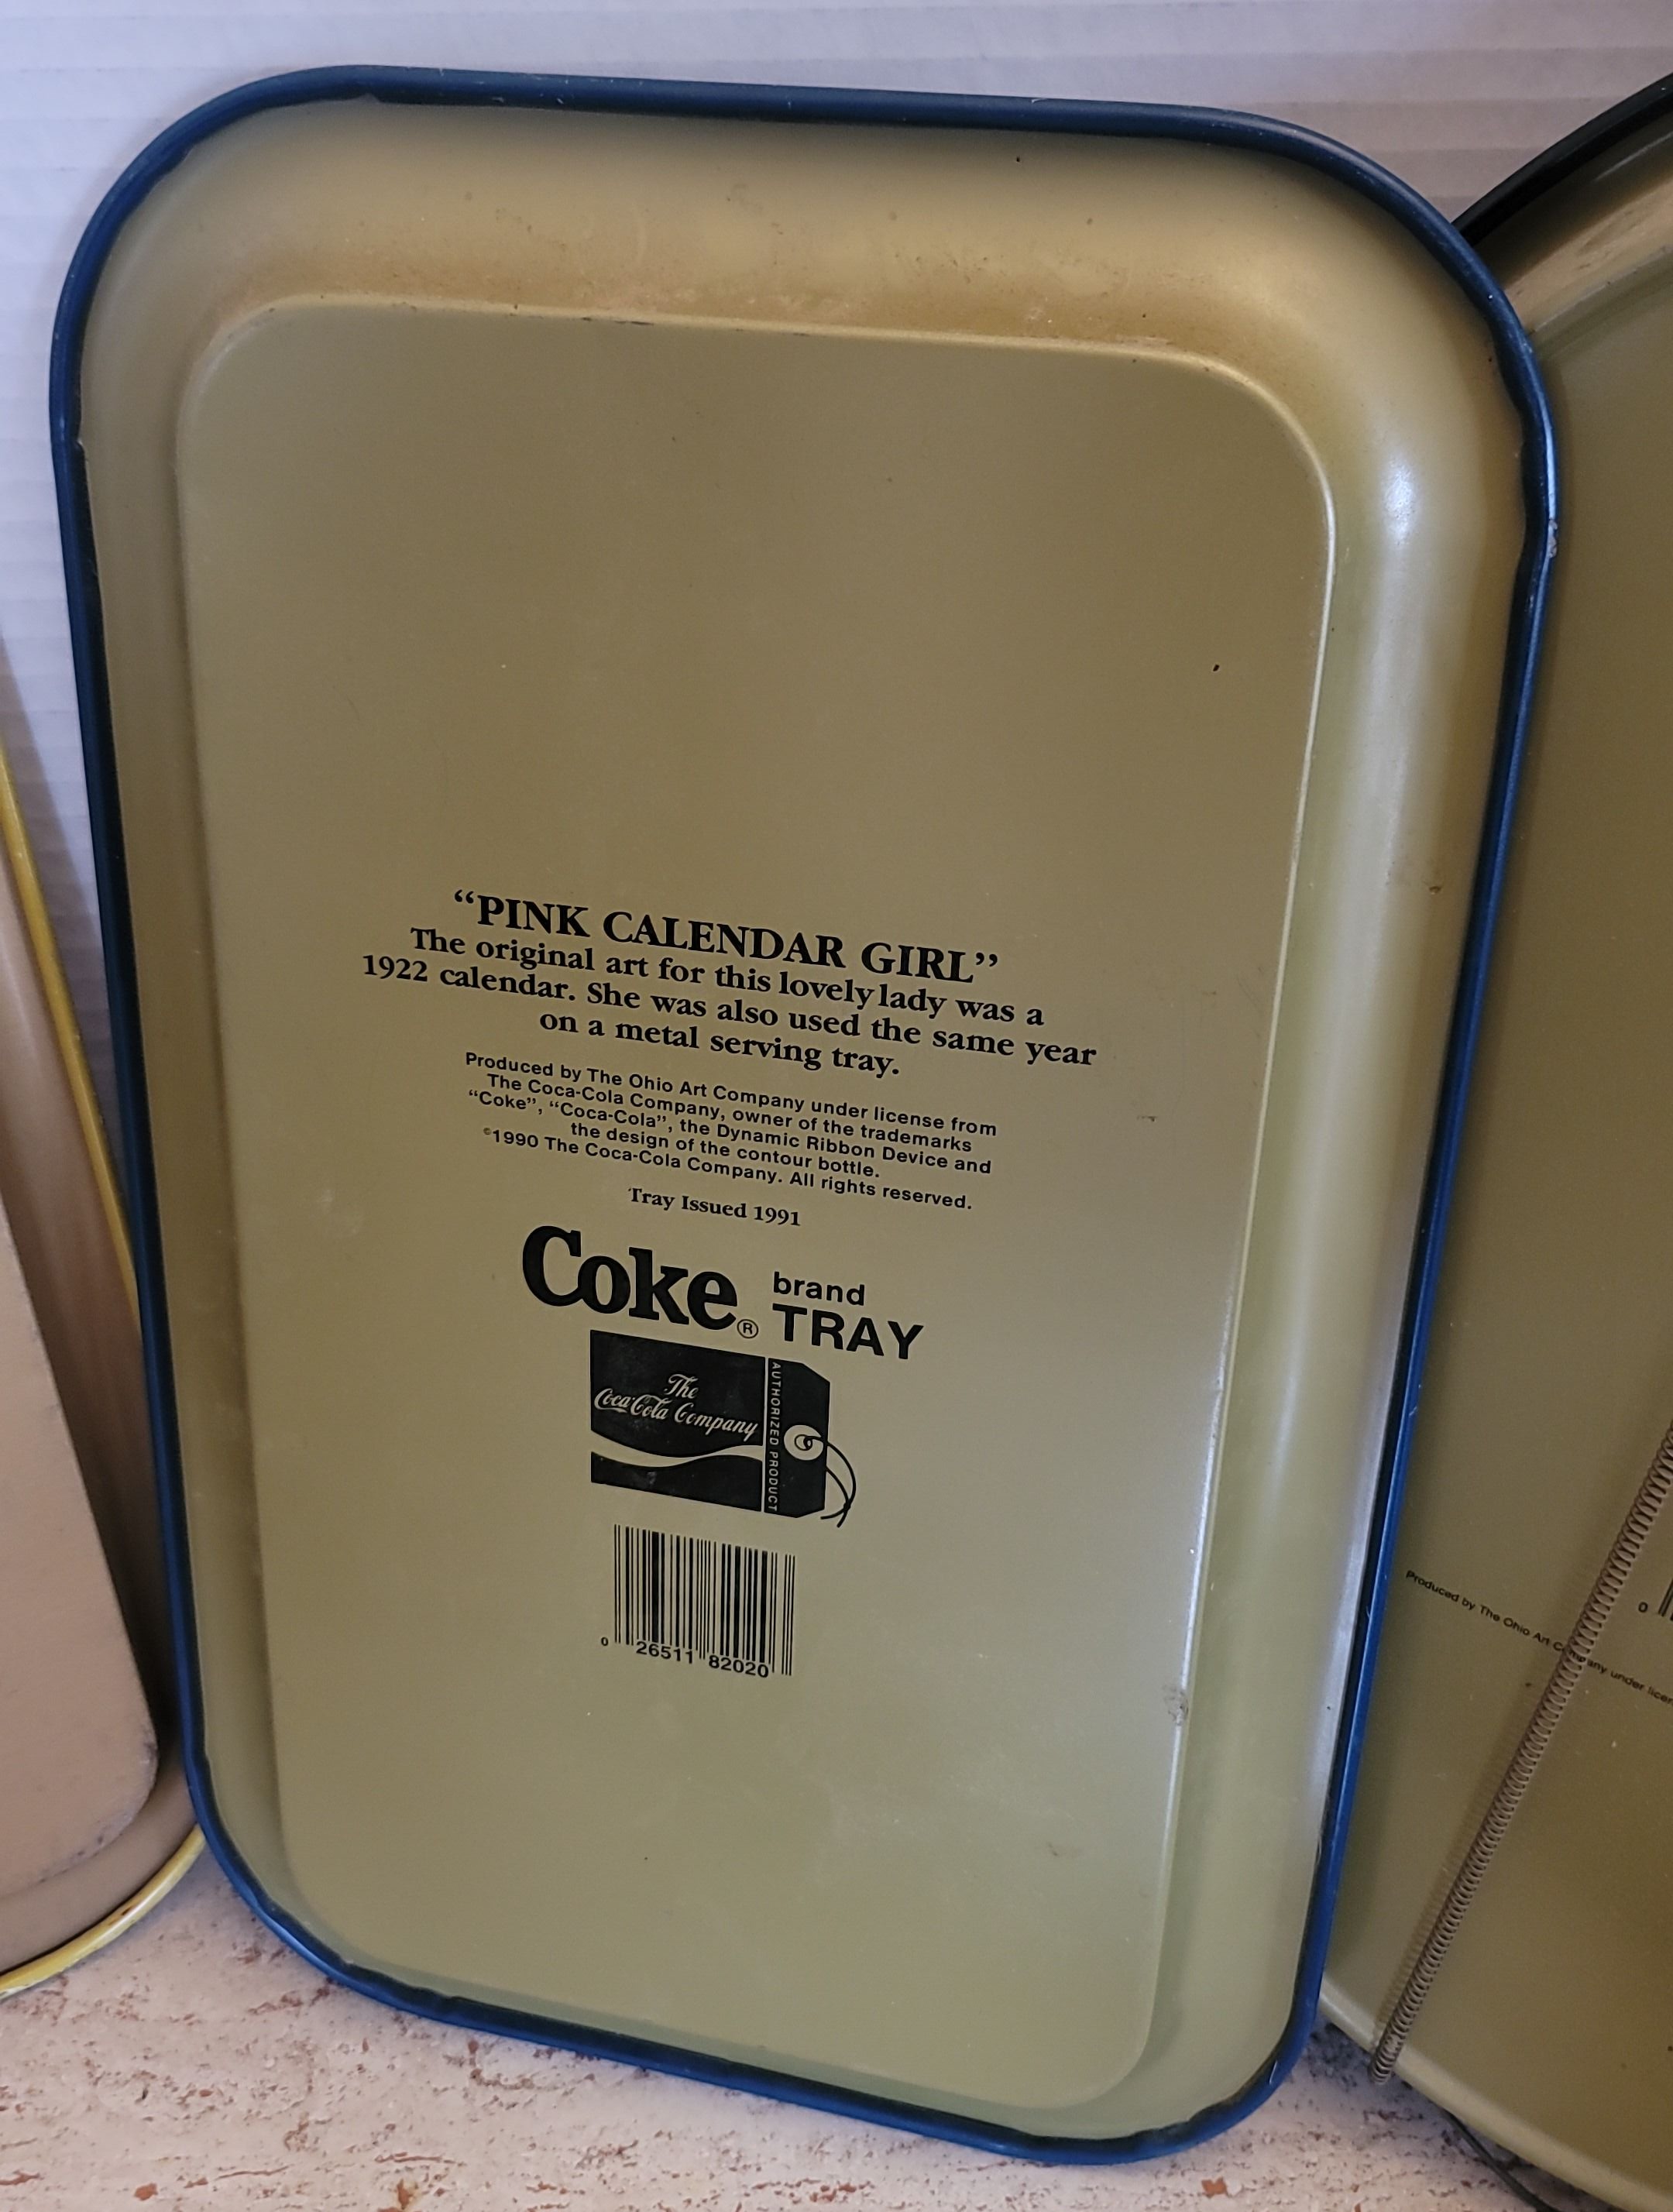 “PINK CALENDAR GIRL”
The original art for this lovely lady was a
1922 calendar. She was also used the same year
on a metal serving tray.
Produced by The Ohio Art Company under license from
The Coca-Cola Company, owner of the trademarks
“Coke”, “Coca-Cola”, the Dynamic Ribbon Device and
the design of the contour bottle.
©1990 The Coca-Cola Company. All rights reserved.
Tray Issued 1991
Coke® brand
TRAY
The
Coca-Cola Company
AUTHORIZED PRODUCT
0 26511 82020
Produced by The Ohio Art Company under
0